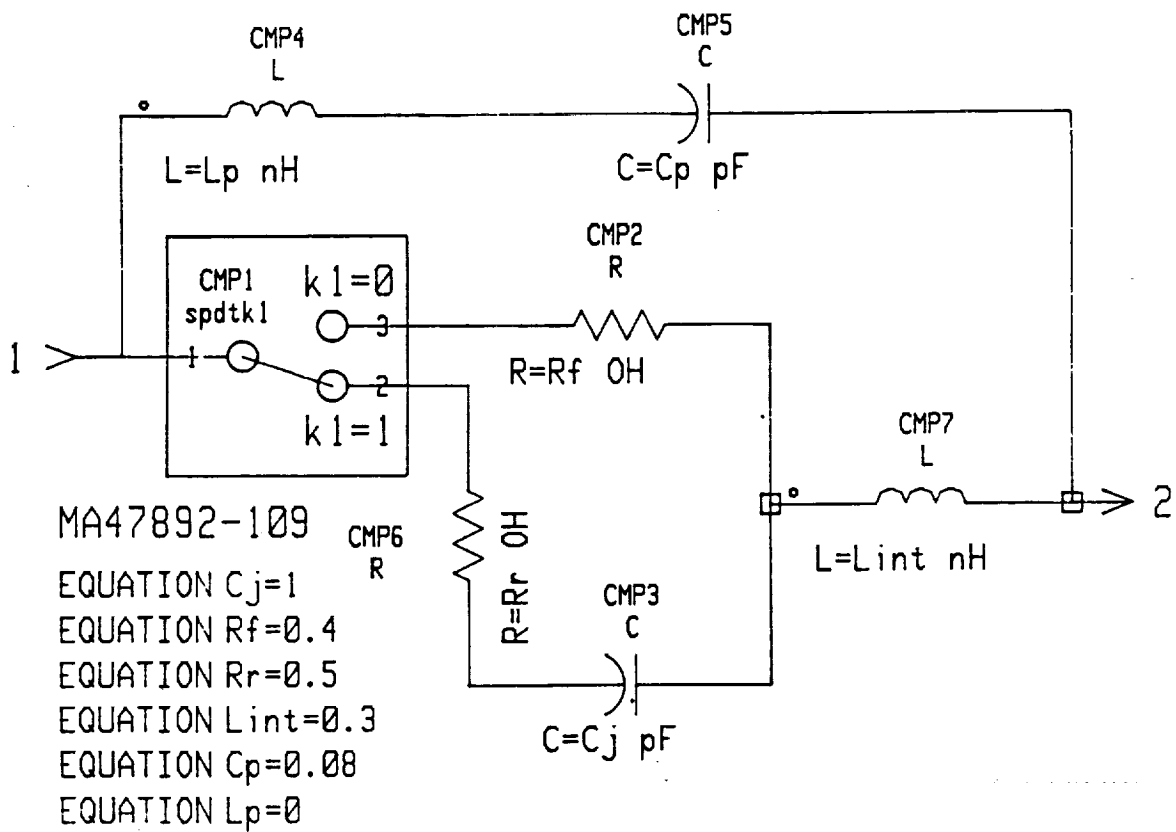 CMP4
L
CMP5
C
L=Lp nH
C=Cp pF
CMP2
R
CMP1
spdtk1
k1=0
3
1
1
2
k1=1
R=Rf OH
CMP7
L
2
L=Lint nH
MA47892-109
CMP6
R
R=Rr OH
CMP3
C
C=Cj pF
EQUATION Cj=1
EQUATION Rf=0.4
EQUATION Rr=0.5
EQUATION Lint=0.3
EQUATION Cp=0.08
EQUATION Lp=0